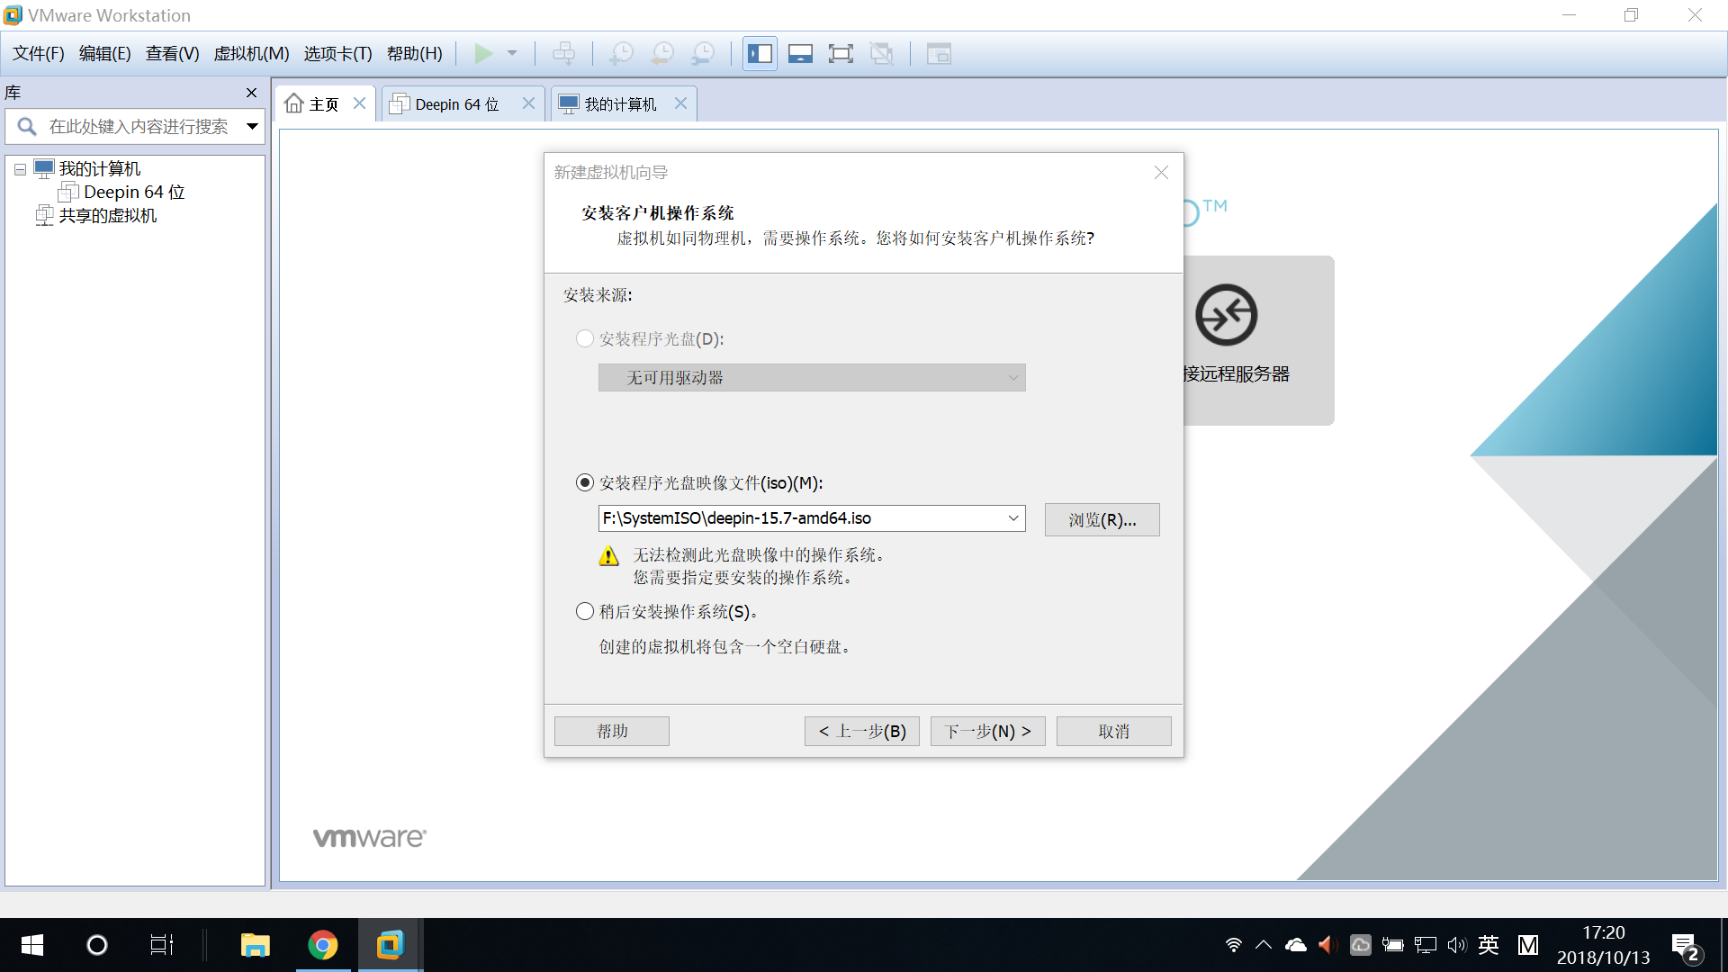 VMware Workstation
文件(F) 编辑(E) 查看(V) 虚拟机(M) 选项卡(T) 帮助(H)
库
主页
Deepin 64 位
我的计算机
在此处键入内容进行搜索
我的计算机
Deepin 64 位
共享的虚拟机
新建虚拟机向导
安装客户机操作系统
虚拟机如同物理机，需要操作系统。您将如何安装客户机操作系统?
TM
安装来源:
安装程序光盘(D):
无可用驱动器
接远程服务器
安装程序光盘映像文件(iso)(M):
F:\SystemISO\deepin-15.7-amd64.iso
浏览(R)...
无法检测此光盘映像中的操作系统。
您需要指定要安装的操作系统。
稍后安装操作系统(S)。
创建的虚拟机将包含一个空白硬盘。
帮助
< 上一步(B)
下一步(N) >
取消
vmware®
英
M
17:20
2018/10/13
2